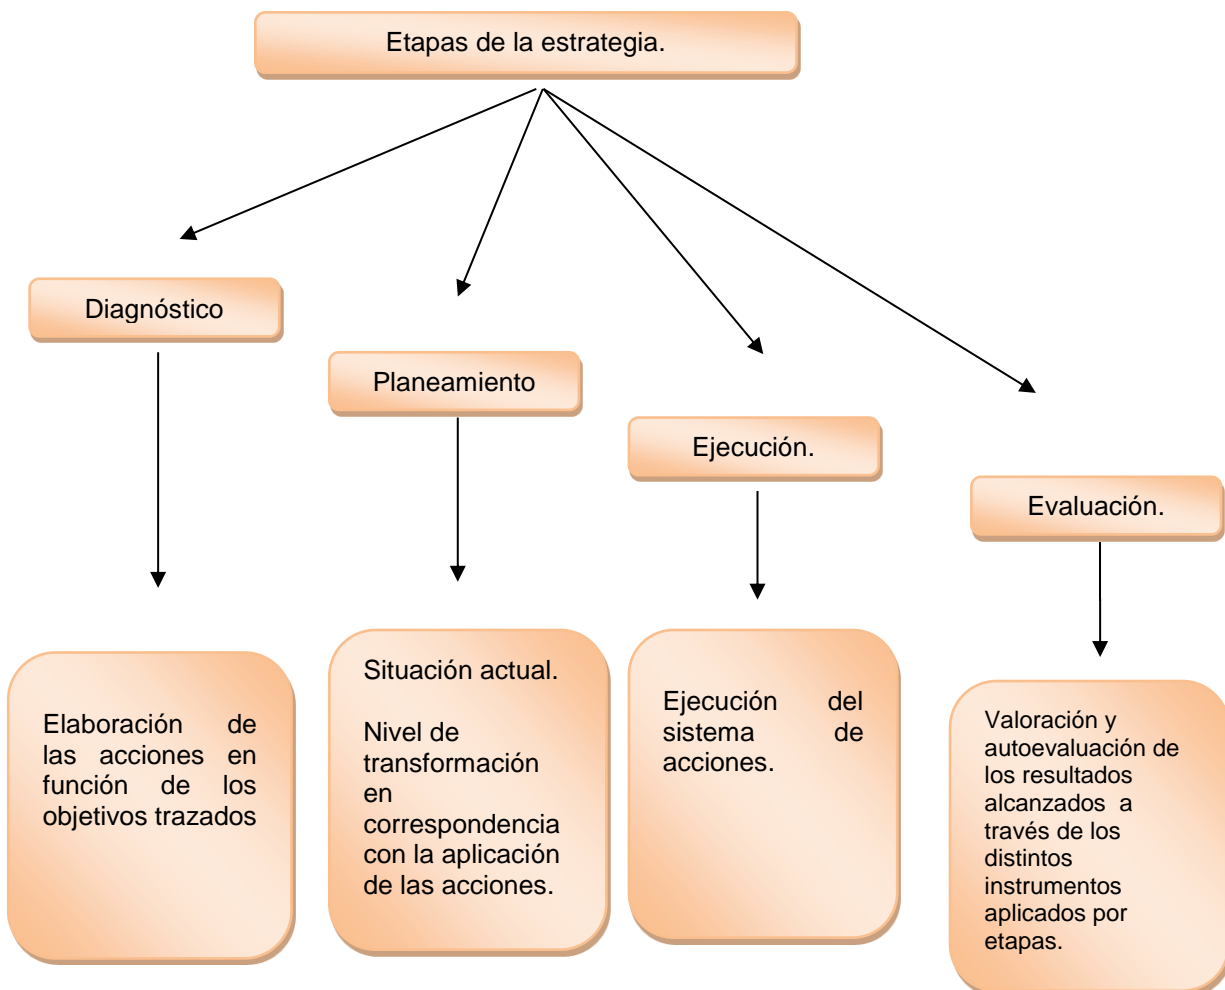 Etapas de la estrategia.
Diagnóstico
Planeamiento
Ejecución.
Evaluación.
Elaboración de
las acciones en
función de los
objetivos trazados
Situación actual.
Nivel de
transformación
en
correspondencia
con la aplicación
de las acciones.
Ejecución del
sistema de
acciones.
Valoración y
autoevaluación de
los resultados
alcanzados a
través de los
distintos
instrumentos
aplicados por
etapas.